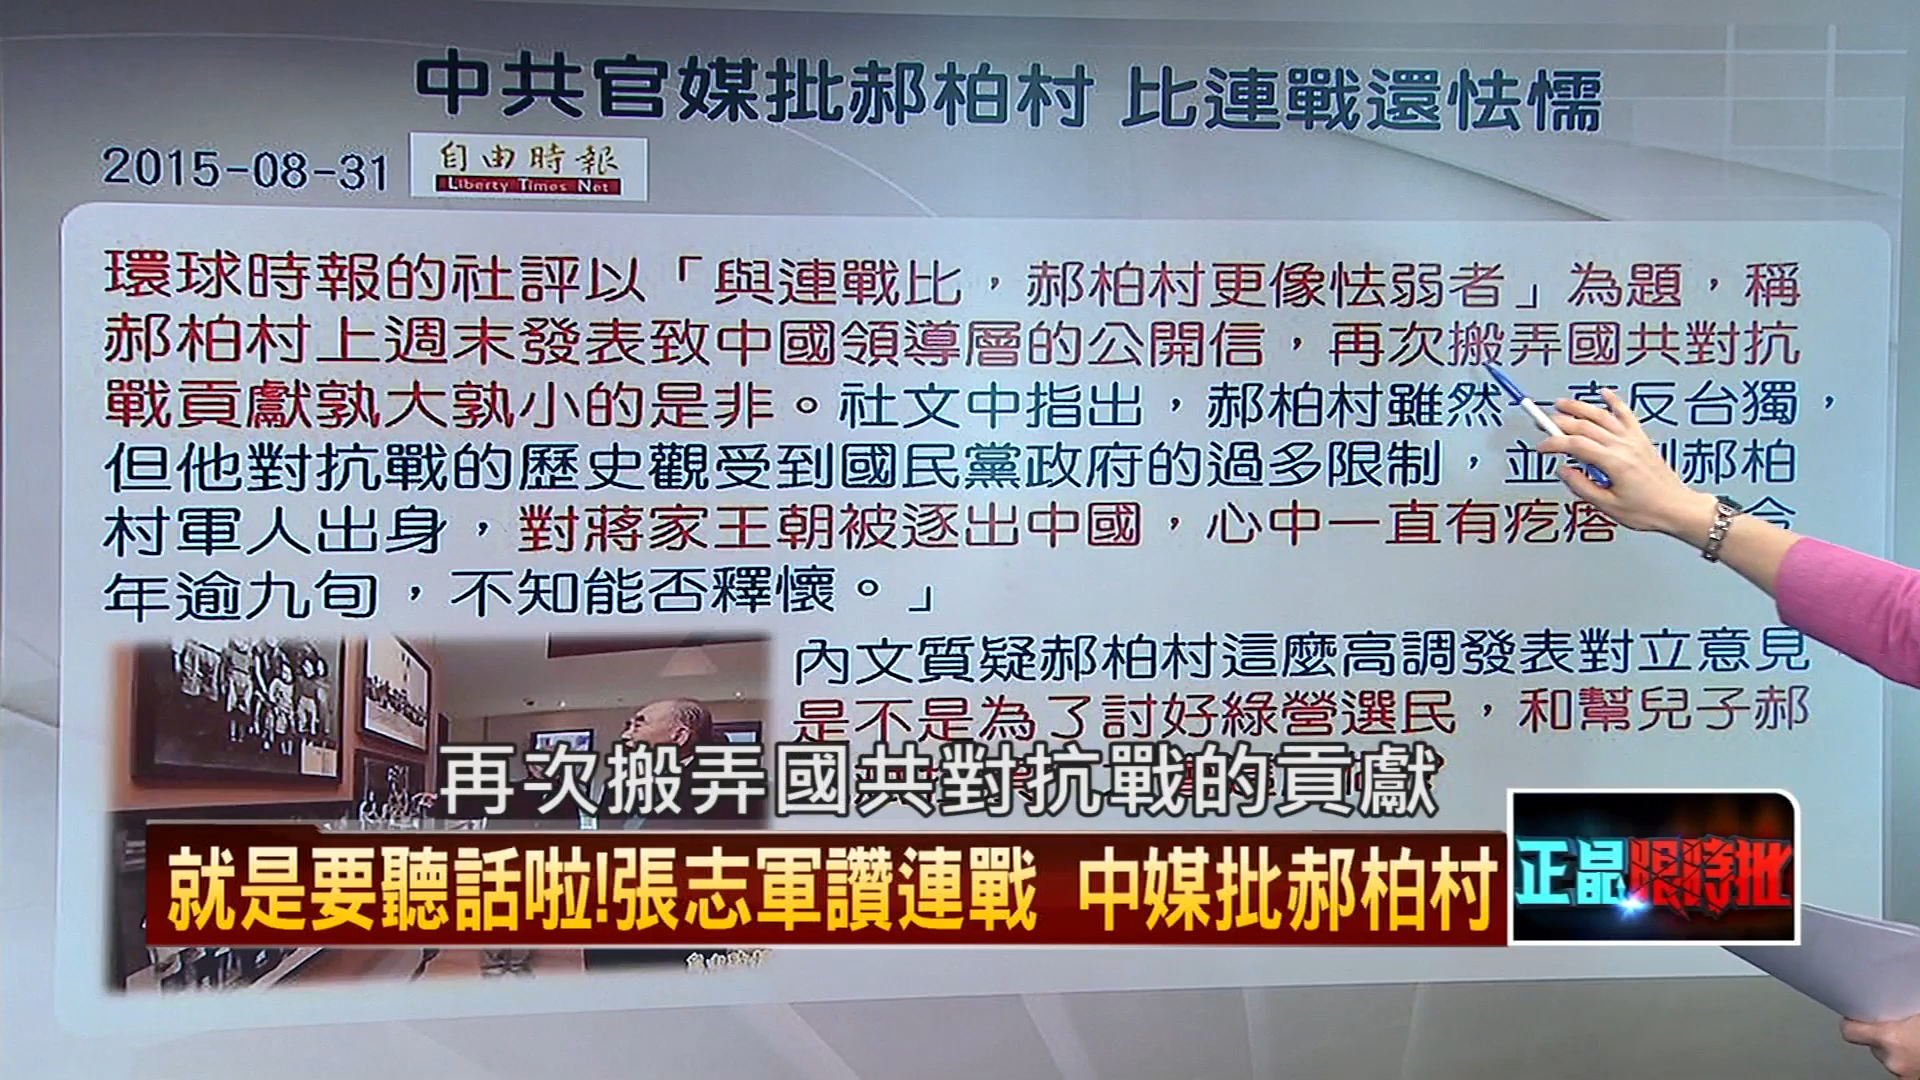 中共官媒批郝柏村 比連戰還怯懦
2015-08-31
自由時報
Liberty Times Net
環球時報的社評以「與連戰比，郝柏村更像怯弱者」為題，稱
郝柏村上週末發表致中國領導層的公開信，再次搬弄國共對抗
戰貢獻孰大孰小的是非。社文中指出，郝柏村雖然一直反台獨，
但他對抗戰的歷史觀受到國民黨政府的過多限制，並 郝柏
村軍人出身，對蔣家王朝被逐出中國，心中一直有疙瘩
年逾九旬，不知能否釋懷。」
內文質疑郝柏村這麼高調發表對立意見，
是不是為了討好綠營選民，和幫兒子郝
再次搬弄國共對抗戰的貢獻
就是要聽話啦!張志軍讚連戰 中媒批郝柏村
正晶限時批